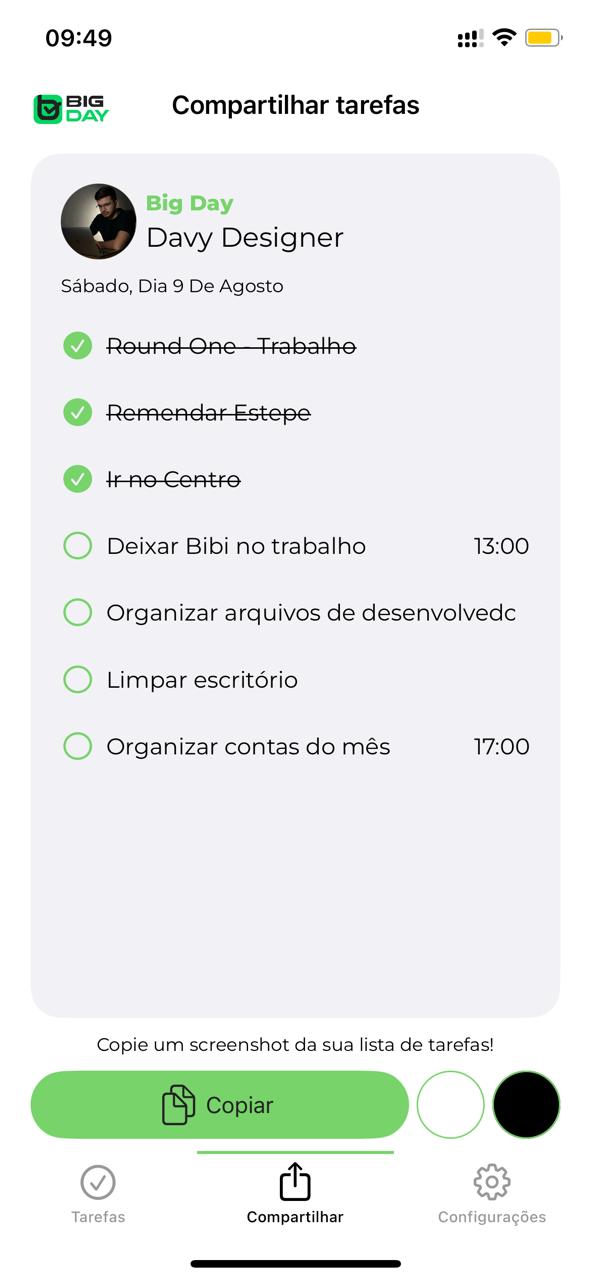 09:49
BIG
DAY
Compartilhar tarefas
Big Day
Davy Designer
Sábado, Dia 9 De Agosto
Round One - Trabalho
Remendar Estepe
Ir no Centro
Deixar Bibi no trabalho 13:00
Organizar arquivos de desenvolvedo
Limpar escritório
Organizar contas do mês 17:00
Copie um screenshot da sua lista de tarefas!
Copiar
Tarefas
Compartilhar
Configurações